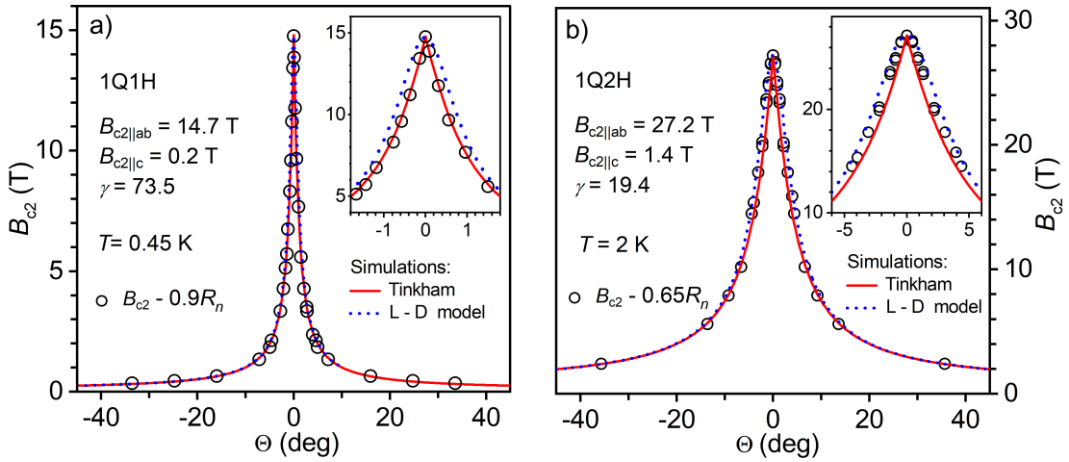 a)
1Q1H
B_c2||ab = 14.7 T
B_c2||c = 0.2 T
γ = 73.5
T= 0.45 K
B_c2 - 0.9R_n
Simulations:
Tinkham
L - D model
B_c2 (T)
15
10
5
0
-40
-20
0
20
40
Θ (deg)
15
10
5
-1
0
1
b)
1Q2H
B_c2||ab = 27.2 T
B_c2||c = 1.4 T
γ = 19.4
T = 2 K
B_c2 - 0.65R_n
Simulations:
Tinkham
L - D model
30
20
10
0
B_c2 (T)
-40
-20
0
20
40
Θ (deg)
20
10
-5
0
5